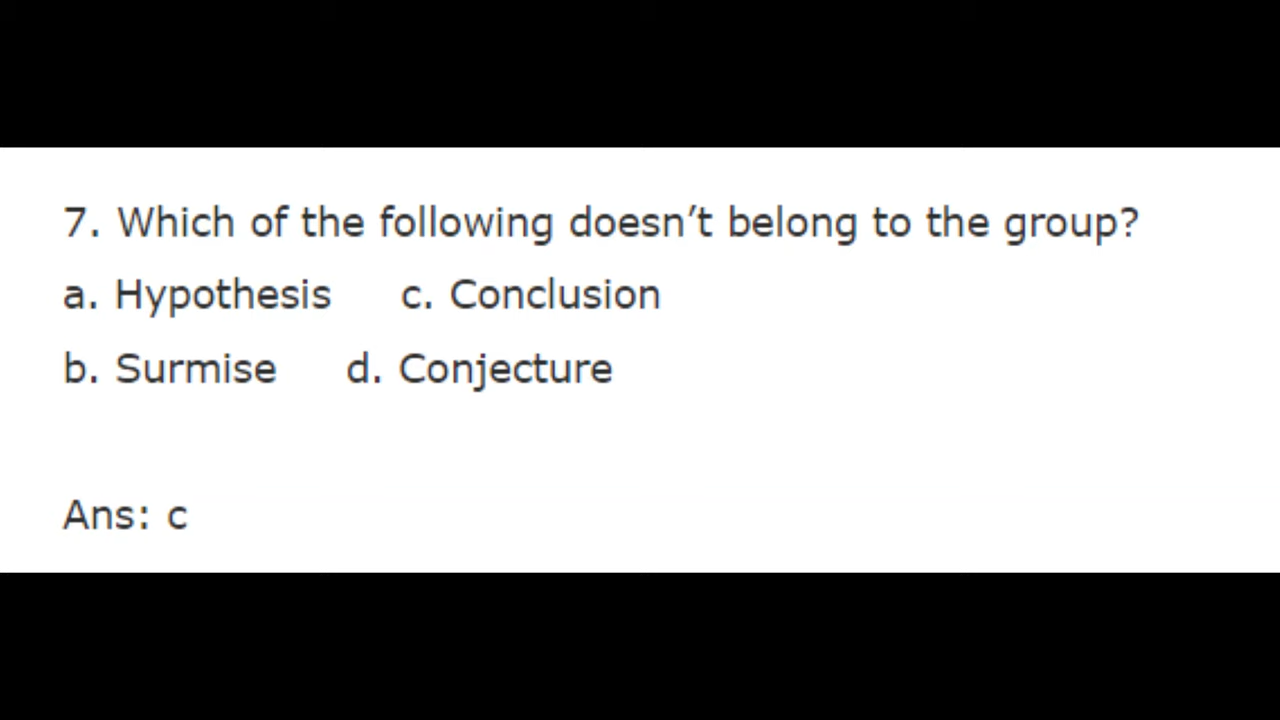 7. Which of the following doesn’t belong to the group?
a. Hypothesis c. Conclusion
b. Surmise d. Conjecture
Ans: c